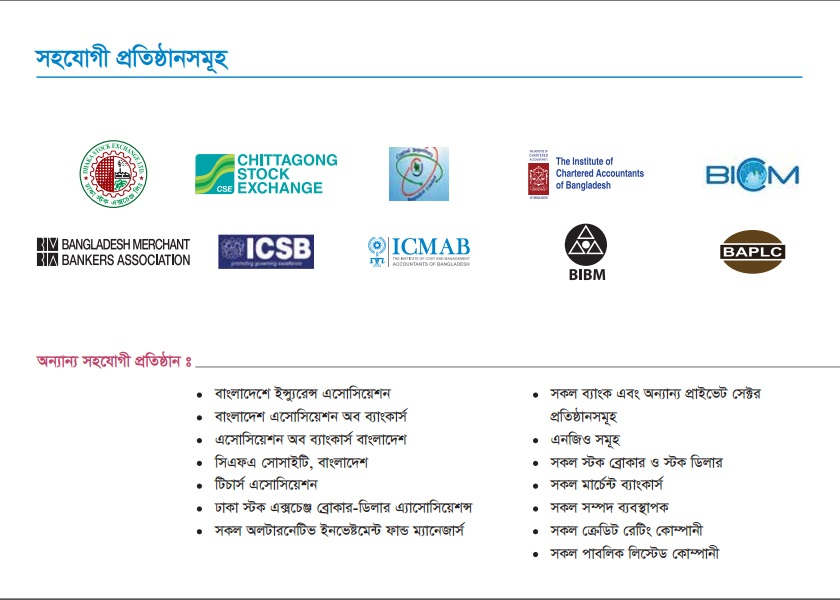 সহযোগী প্রতিষ্ঠানসমূহ
DHAKA STOCK EXCHANGE LTD.
ঢাকা স্টক এক্সচেঞ্জ লিঃ
CSE
CHITTAGONG
STOCK
EXCHANGE
THE INSTITUTE OF
CHARTERED
ACCOUNTANTS
OF BANGLADESH
The Institute of
Chartered Accountants
of Bangladesh
BICM
BANGLADESH MERCHANT
BANKERS ASSOCIATION
ICSB
promoting governing excellence
ICMAB
THE INSTITUTE OF COST AND MANAGEMENT
ACCOUNTANTS OF BANGLADESH
BIBM
BAPLC
অন্যান্য সহযোগী প্রতিষ্ঠান ঃ
• বাংলাদেশে ইন্স্যুরেন্স এসোসিয়েশন
• বাংলাদেশ এসোসিয়েশন অব ব্যাংকার্স
• এসোসিয়েশন অব ব্যাংকার্স বাংলাদেশ
• সিএফএ সোসাইটি, বাংলাদেশ
• টিচার্স এসোসিয়েশন
• ঢাকা স্টক এক্সচেঞ্জ ব্রোকার-ডিলার এ্যাসোসিয়েশন্স
• সকল অলটারনেটিভ ইনভেষ্টমেন্ট ফান্ড ম্যানেজার্স
• সকল ব্যাংক এবং অন্যান্য প্রাইভেট সেক্টর
প্রতিষ্ঠানসমূহ
• এনজিও সমূহ
• সকল স্টক ব্রোকার ও স্টক ডিলার
• সকল মার্চেন্ট ব্যাংকার্স
• সকল সম্পদ ব্যবস্থাপক
• সকল ক্রেডিট রেটিং কোম্পানী
• সকল পাবলিক লিস্টেড কোম্পানী